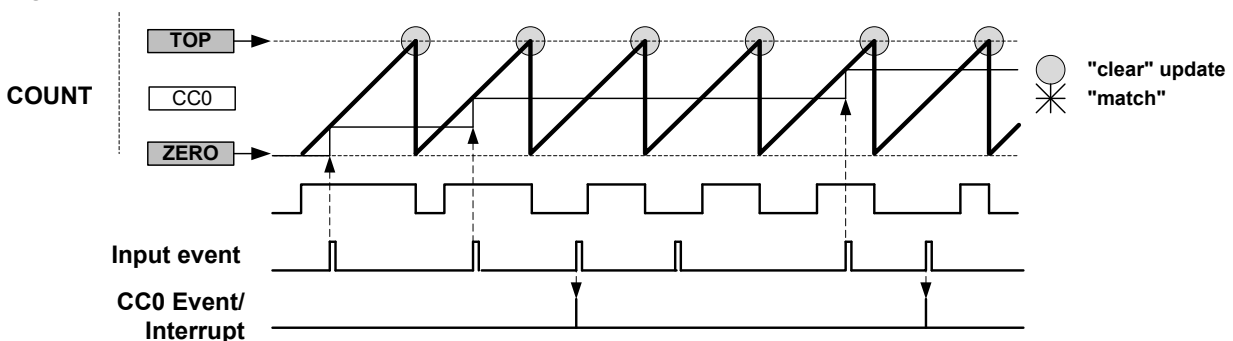 TOP
COUNT
CC0
ZERO
"clear" update
"match"
Input event
CC0 Event/
Interrupt